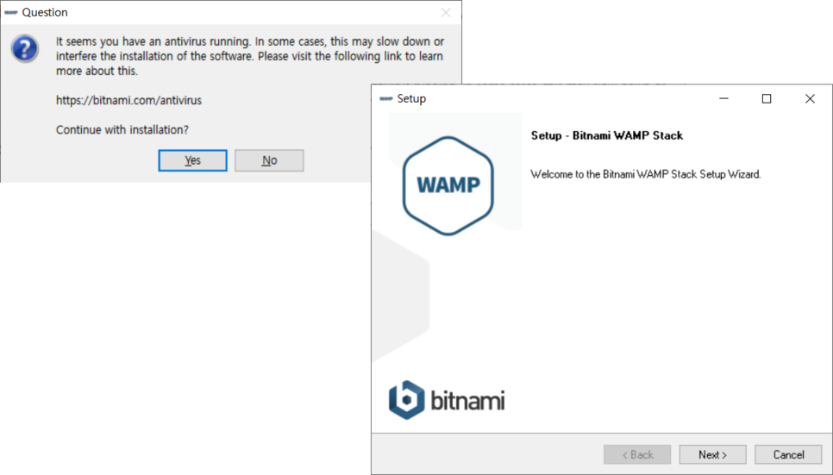 Question
It seems you have an antivirus running. In some cases, this may slow down or
interfere the installation of the software. Please visit the following link to learn
more about this.
https://bitnami.com/antivirus
Continue with installation?
Yes
No
Setup
WAMP
Setup - Bitnami WAMP Stack
Welcome to the Bitnami WAMP Stack Setup Wizard.
bitnami
< Back
Next >
Cancel